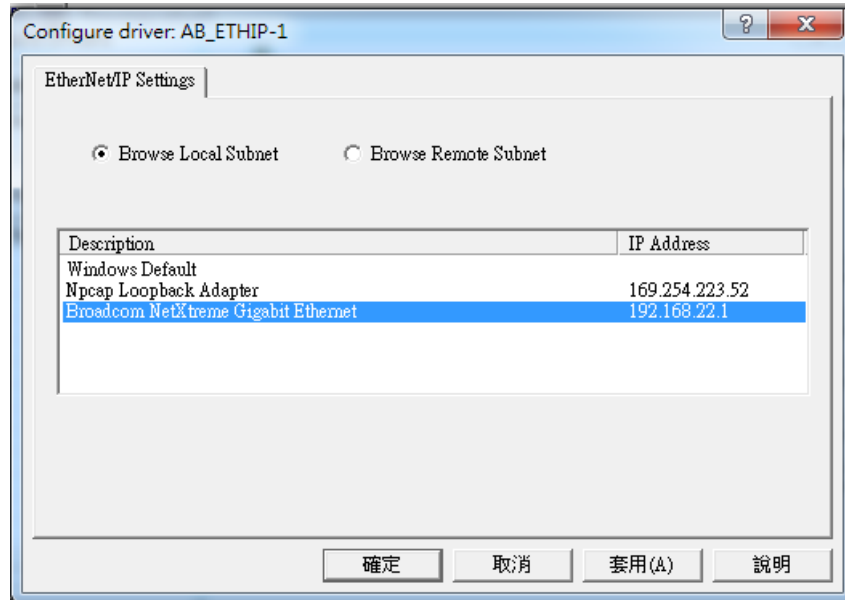 Configure driver: AB_ETHIP-1
EtherNet/IP Settings
Browse Local Subnet Browse Remote Subnet
Description IP Address
Windows Default
Npcap Loopback Adapter 169.254.223.52
Broadcom NetXtreme Gigabit Ethernet 192.168.22.1
確定 取消 套用(A) 說明